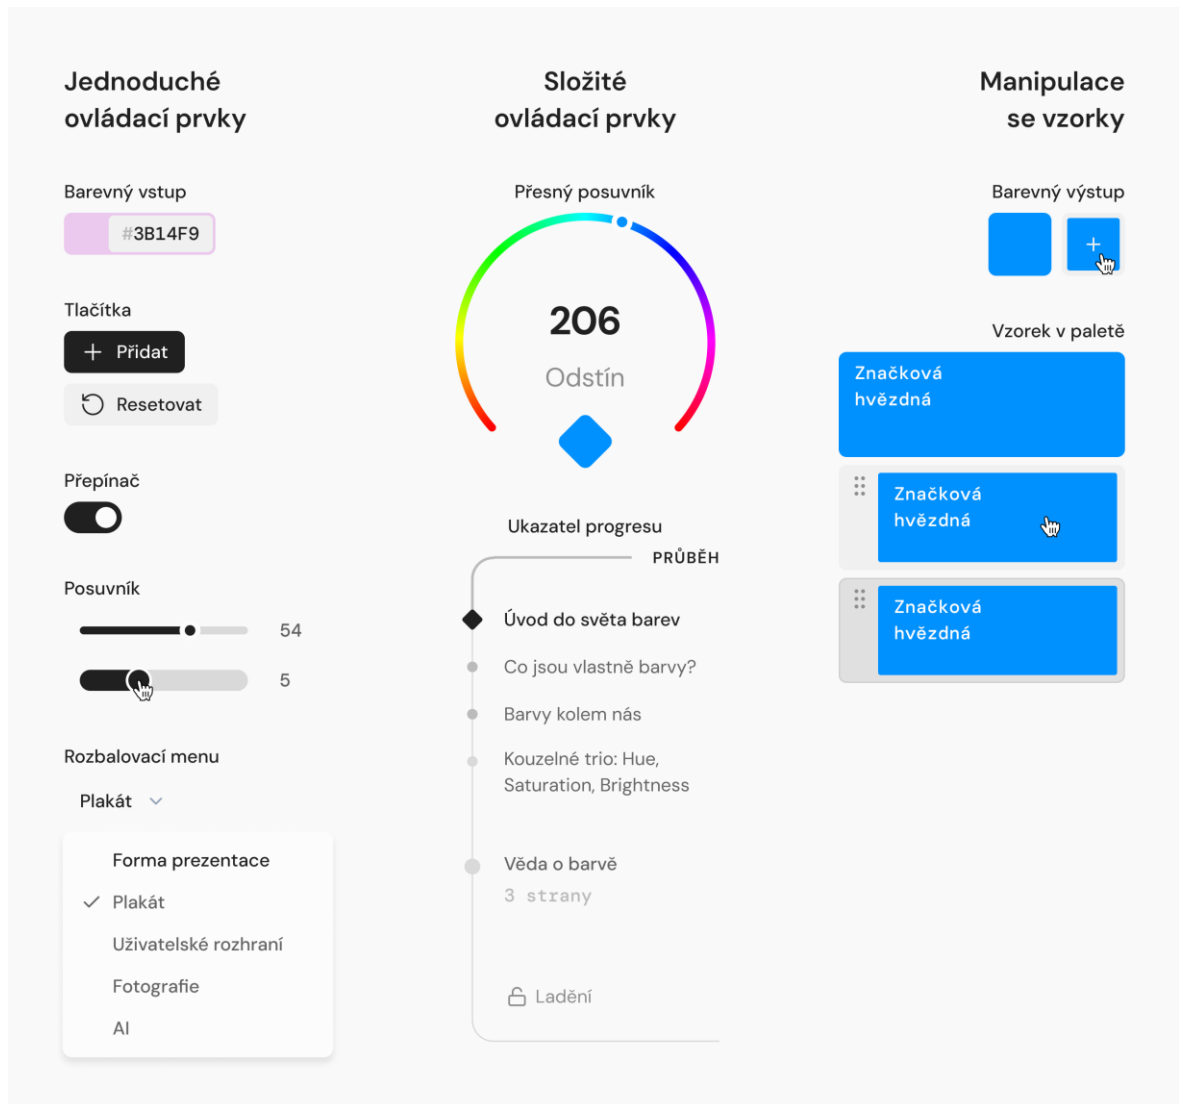 Jednoduché
ovládací prvky
Barevný vstup
#3B14F9
Tlačítka
Přidat
Resetovat
Přepínač
Posuvník
54
5
Rozbalovací menu
Plakát
Forma prezentace
Plakát
Uživatelské rozhraní
Fotografie
AI
Složité
ovládací prvky
Přesný posuvník
206
Odstín
Ukazatel progresu
PRŮBĚH
Úvod do světa barev
Co jsou vlastně barvy?
Barvy kolem nás
Kouzelné trio: Hue,
Saturation, Brightness
Věda o barvě
3 strany
Ladění
Manipulace
se vzorky
Barevný výstup
Vzorek v paletě
Značková
hvězdná
Značková
hvězdná
Značková
hvězdná